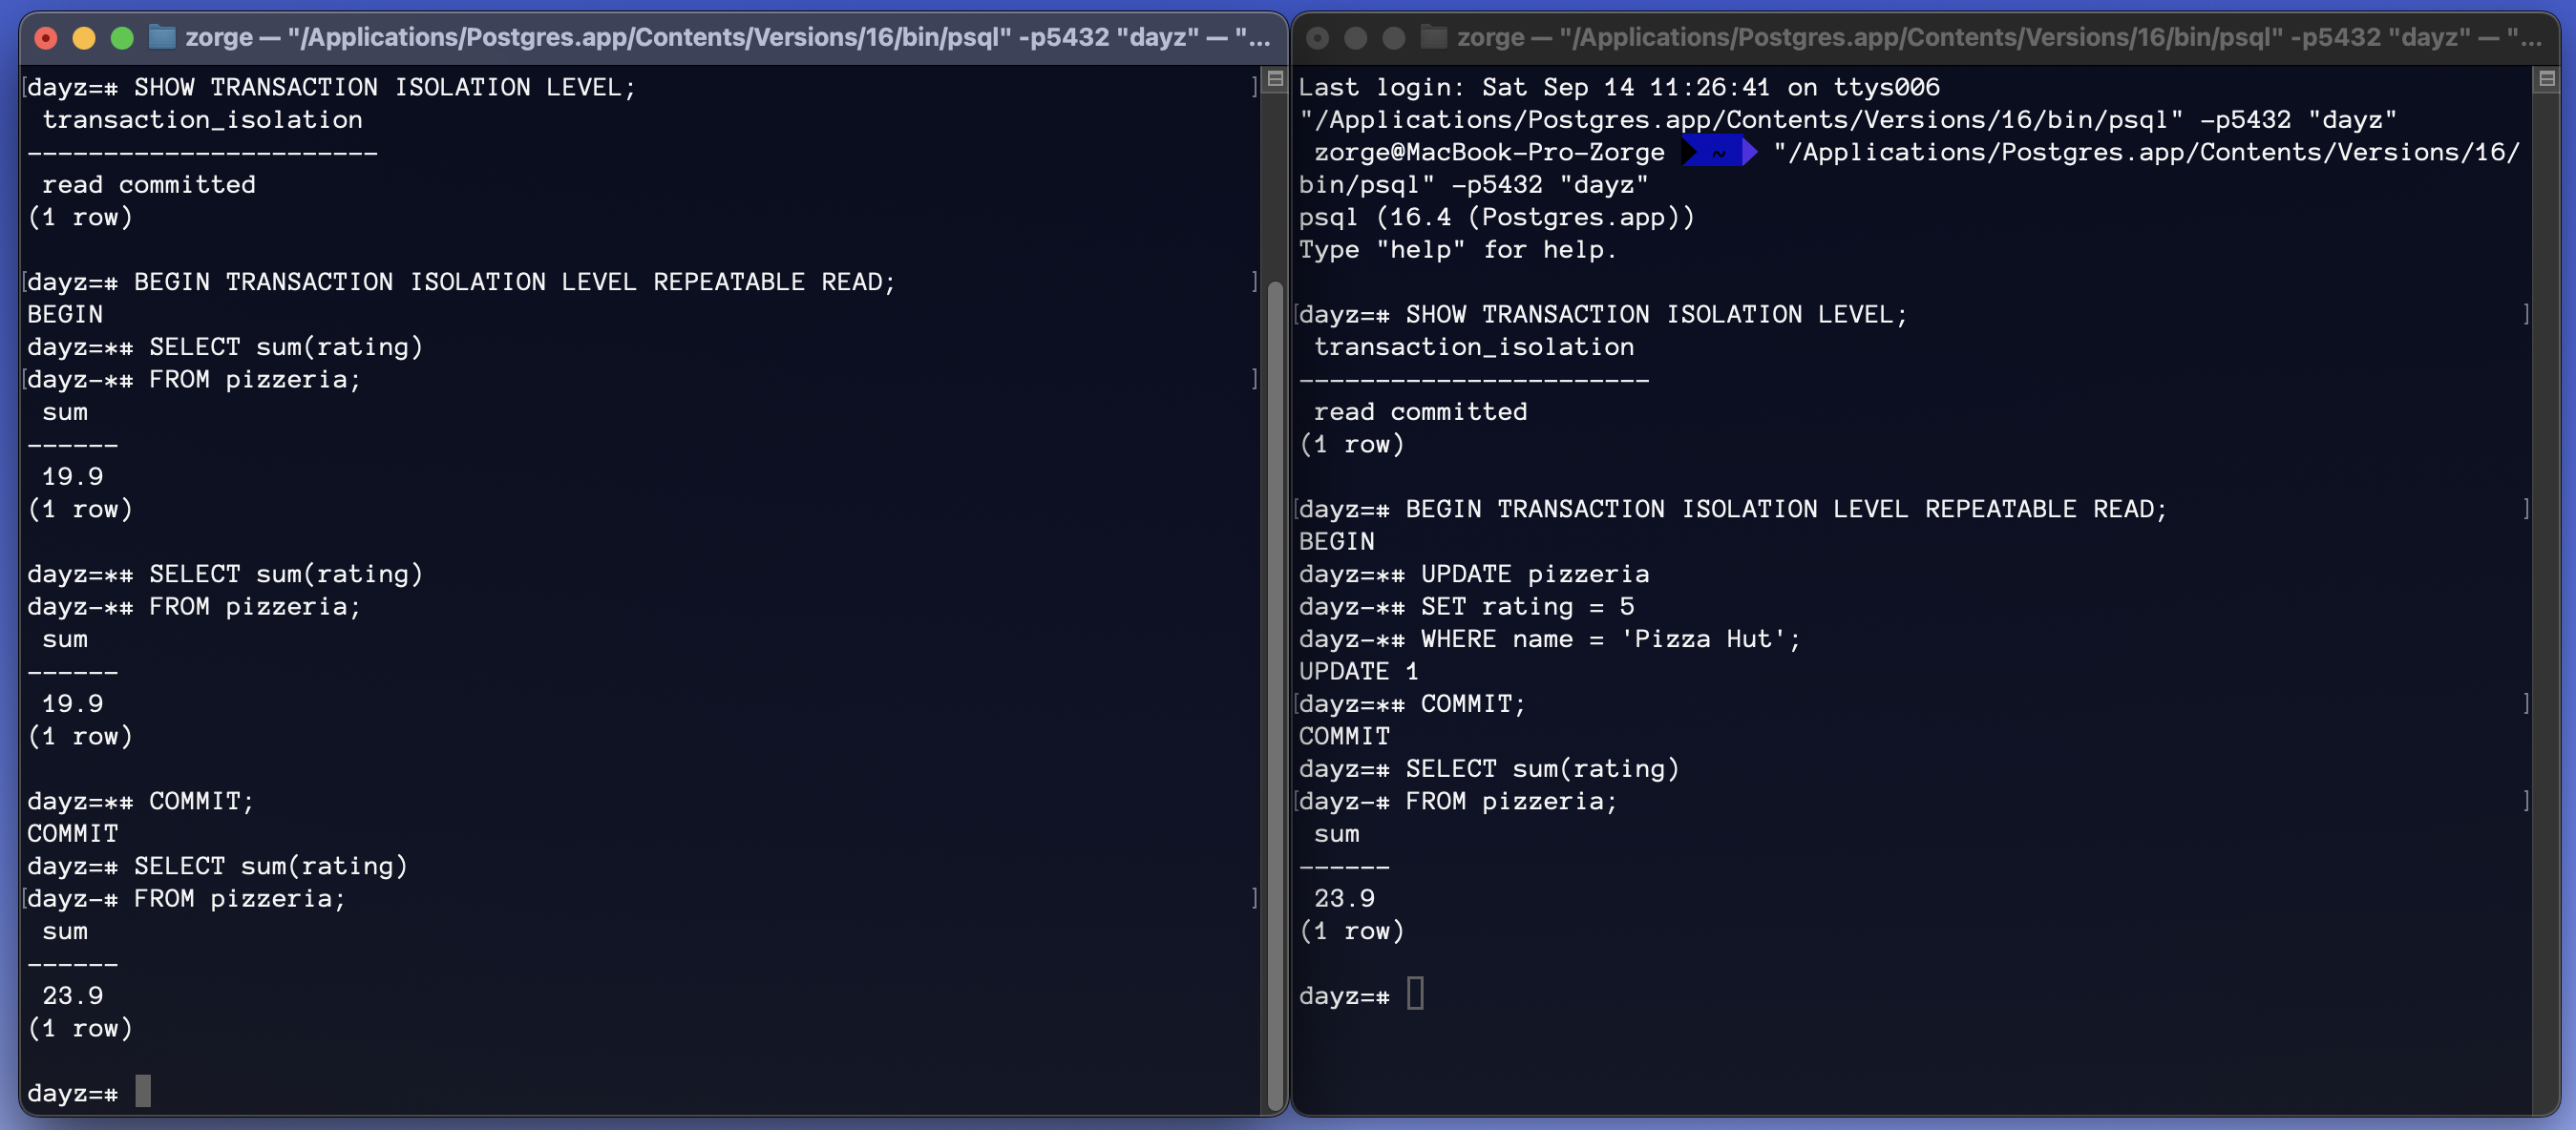 zorge — "/Applications/Postgres.app/Contents/Versions/16/bin/psql" -p5432 "dayz" — "...
[dayz=# SHOW TRANSACTION ISOLATION LEVEL; ]
 transaction_isolation
-----------------------
 read committed
(1 row)
[dayz=# BEGIN TRANSACTION ISOLATION LEVEL REPEATABLE READ; ]
BEGIN
dayz=*# SELECT sum(rating)
[dayz-*# FROM pizzeria; ]
 sum
------
 19.9
(1 row)
dayz=*# SELECT sum(rating)
dayz-*# FROM pizzeria;
 sum
------
 19.9
(1 row)
dayz=*# COMMIT;
COMMIT
dayz=# SELECT sum(rating)
[dayz-# FROM pizzeria; ]
 sum
------
 23.9
(1 row)
dayz=#
zorge — "/Applications/Postgres.app/Contents/Versions/16/bin/psql" -p5432 "dayz" — "...
Last login: Sat Sep 14 11:26:41 on ttys006
"/Applications/Postgres.app/Contents/Versions/16/bin/psql" -p5432 "dayz"
 zorge@MacBook-Pro-Zorge  ~  "/Applications/Postgres.app/Contents/Versions/16/
bin/psql" -p5432 "dayz"
psql (16.4 (Postgres.app))
Type "help" for help.
[dayz=# SHOW TRANSACTION ISOLATION LEVEL; ]
 transaction_isolation
-----------------------
 read committed
(1 row)
[dayz=# BEGIN TRANSACTION ISOLATION LEVEL REPEATABLE READ; ]
BEGIN
dayz=*# UPDATE pizzeria
dayz-*# SET rating = 5
dayz-*# WHERE name = 'Pizza Hut';
UPDATE 1
[dayz=*# COMMIT; ]
COMMIT
dayz=# SELECT sum(rating)
[dayz-# FROM pizzeria; ]
 sum
------
 23.9
(1 row)
dayz=#